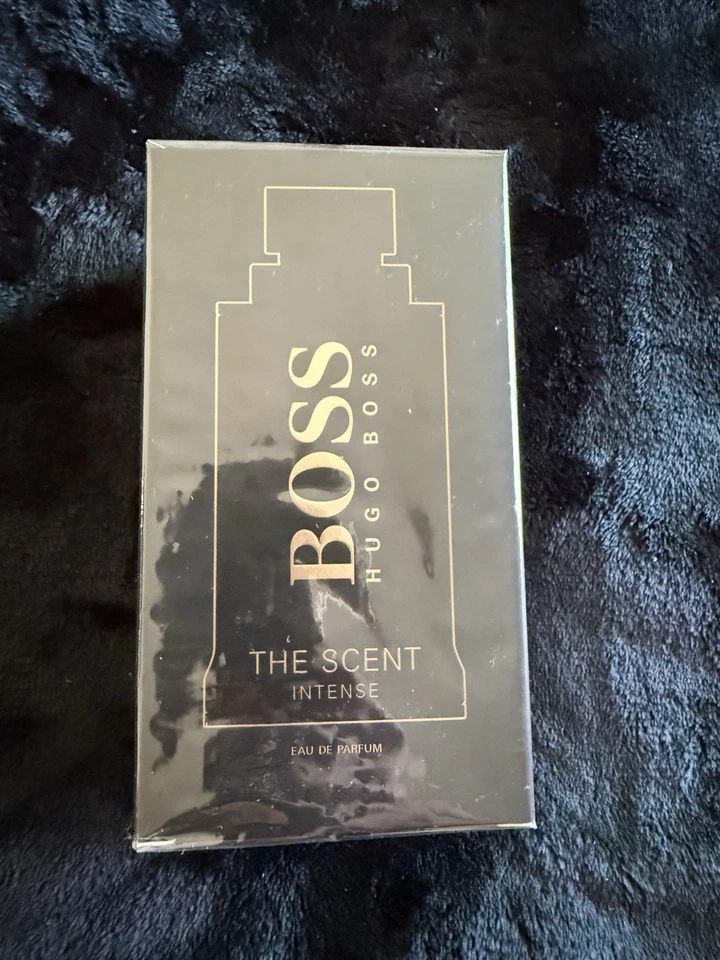 BOSS
HUGO BOSS
THE SCENT
INTENSE
EAU DE PARFUM